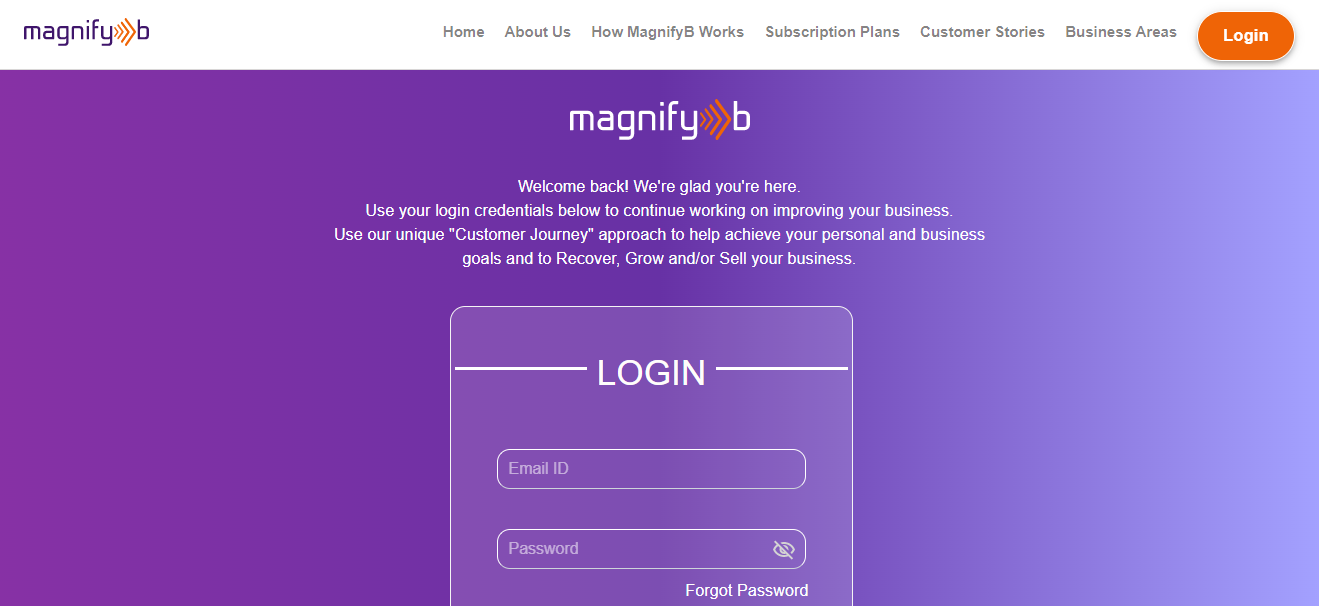 magnifyb
Home About Us How MagnifyB Works Subscription Plans Customer Stories Business Areas Login
magnifyb
Welcome back! We're glad you're here.
Use your login credentials below to continue working on improving your business.
Use our unique "Customer Journey" approach to help achieve your personal and business
goals and to Recover, Grow and/or Sell your business.
LOGIN
Email ID
Password
Forgot Password